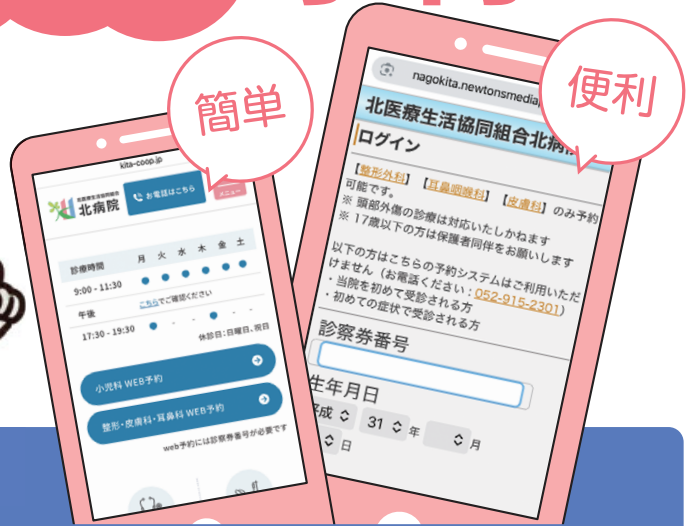 簡単
便利
kita-coop.jp
北医療生活協同組合
北病院
お電話はこちら
メニュー
診療時間 月 火 水 木 金 土
9:00 - 11:30 ● ● ● ● ● ●
午後 こちらでご確認ください
17:30 - 19:30 ● - - ● - -
休診日:日曜日、祝日
小児科 WEB予約
整形・皮膚科・耳鼻科 WEB予約
web予約には診察券番号が必要です
nagokita.newtonsmedia
北医療生活協同組合北病
ログイン
【整形外科】【耳鼻咽喉科】【皮膚科】のみ予約
可能です。
※ 頭部外傷の診療は対応いたしかねます
※ 17歳以下の方は保護者同伴をお願いします
以下の方はこちらの予約システムはご利用いただ
けません（お電話ください：052-915-2301）
・当院を初めて受診される方
・初めての症状で受診される方
診察券番号
生年月日
平成 31 年 月
日